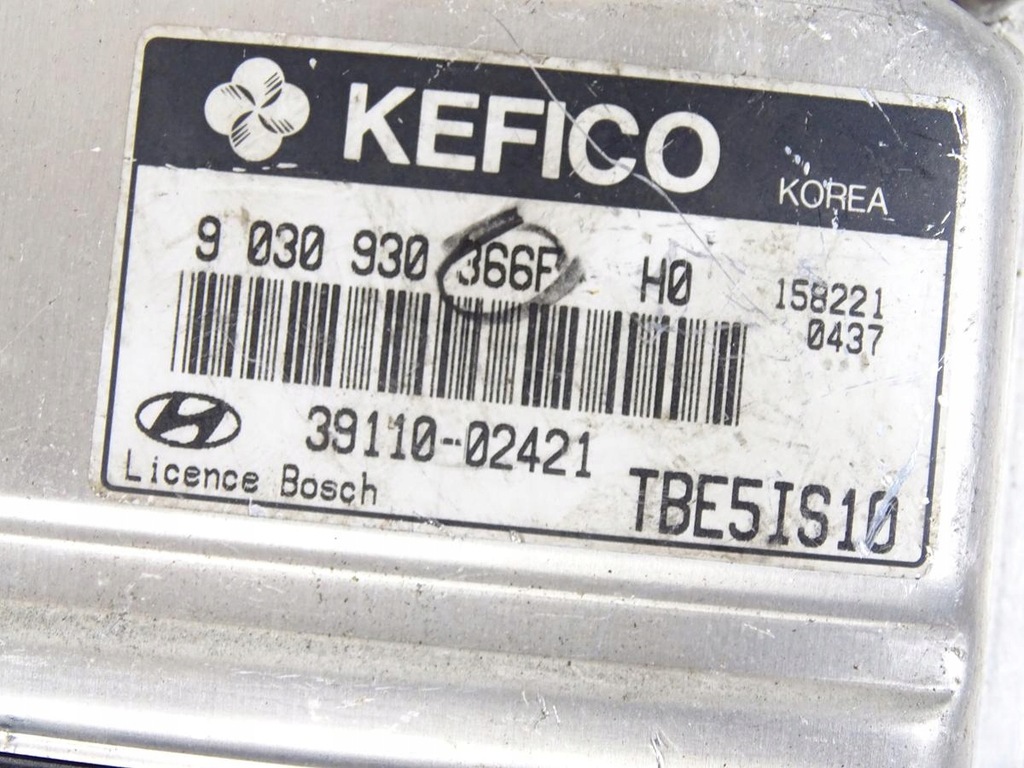 KEFICO
KOREA
9 030 930 366F H0
158221
0437
39110-02421
Licence Bosch
TBE5IS10